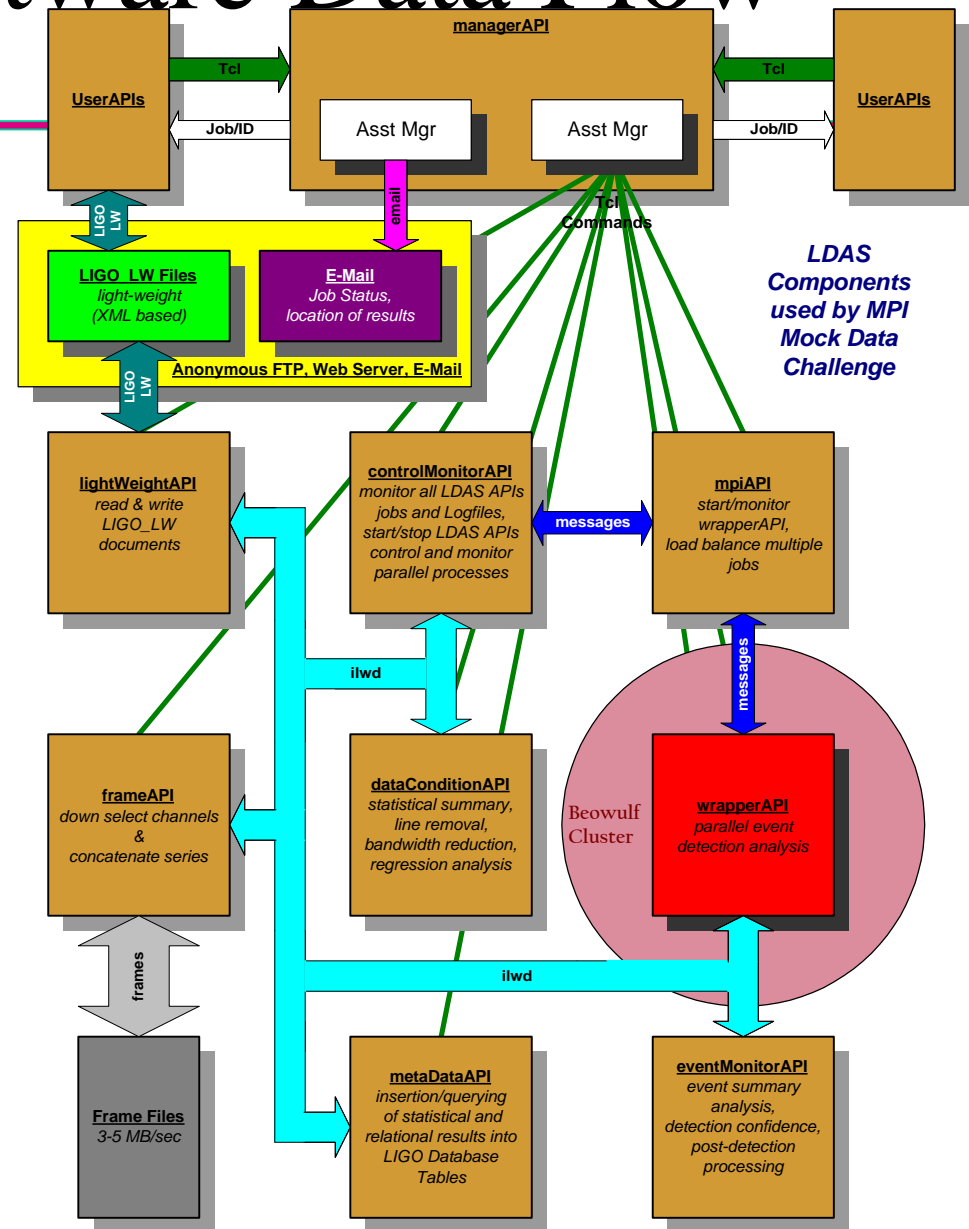 tware Data Flow
managerAPI
UserAPIs
Tcl
Tcl
UserAPIs
Job/ID
Asst Mgr
Asst Mgr
Job/ID
email
Tcl
Commands
LIGO
LW
LIGO_LW Files
light-weight
(XML based)
E-Mail
Job Status,
location of results
Anonymous FTP, Web Server, E-Mail
LDAS
Components
used by MPI
Mock Data
Challenge
LIGO
LW
lightWeightAPI
read & write
LIGO_LW
documents
controlMonitorAPI
monitor all LDAS APIs
jobs and Logfiles,
start/stop LDAS APIs
control and monitor
parallel processes
messages
mpiAPI
start/monitor
wrapperAPI,
load balance multiple
jobs
ilwd
messages
frameAPI
down select channels
&
concatenate series
dataConditionAPI
statistical summary,
line removal,
bandwidth reduction,
regression analysis
Beowulf
Cluster
wrapperAPI
parallel event
detection analysis
frames
ilwd
Frame Files
3-5 MB/sec
metaDataAPI
insertion/querying
of statistical and
relational results into
LIGO Database
Tables
eventMonitorAPI
event summary
analysis,
detection confidence,
post-detection
processing